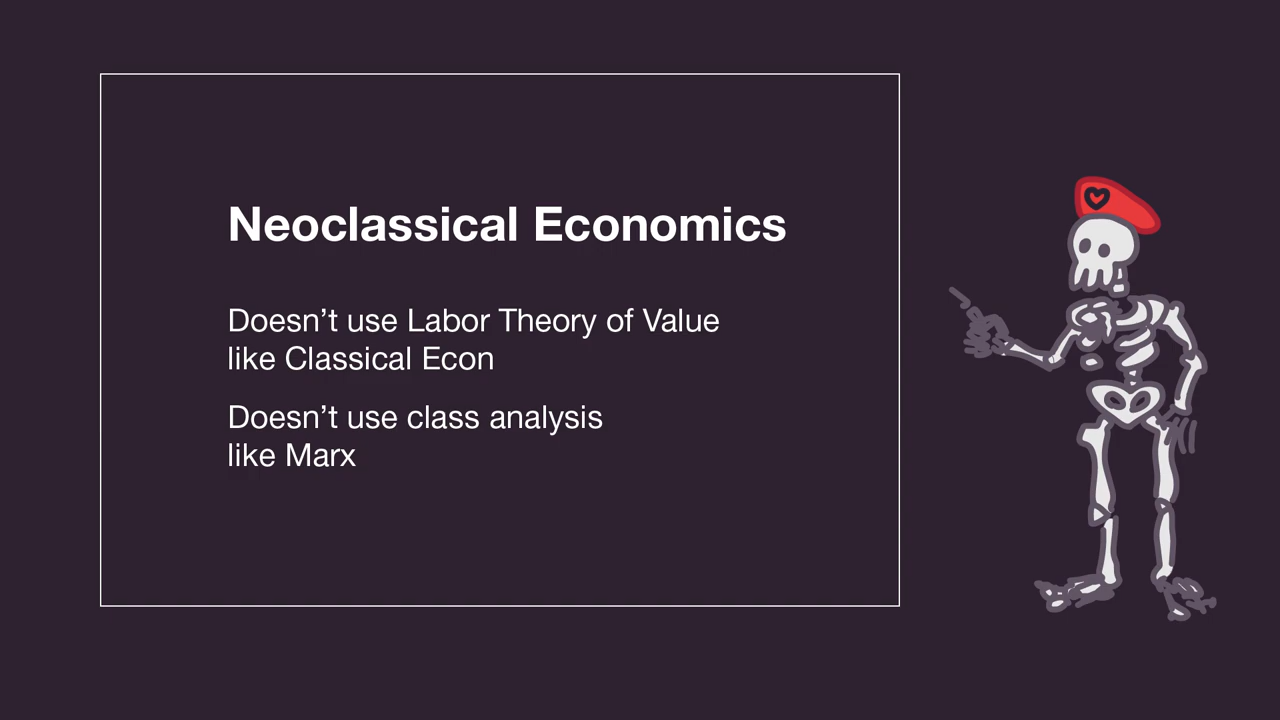 Neoclassical Economics
Doesn’t use Labor Theory of Value
like Classical Econ
Doesn’t use class analysis
like Marx